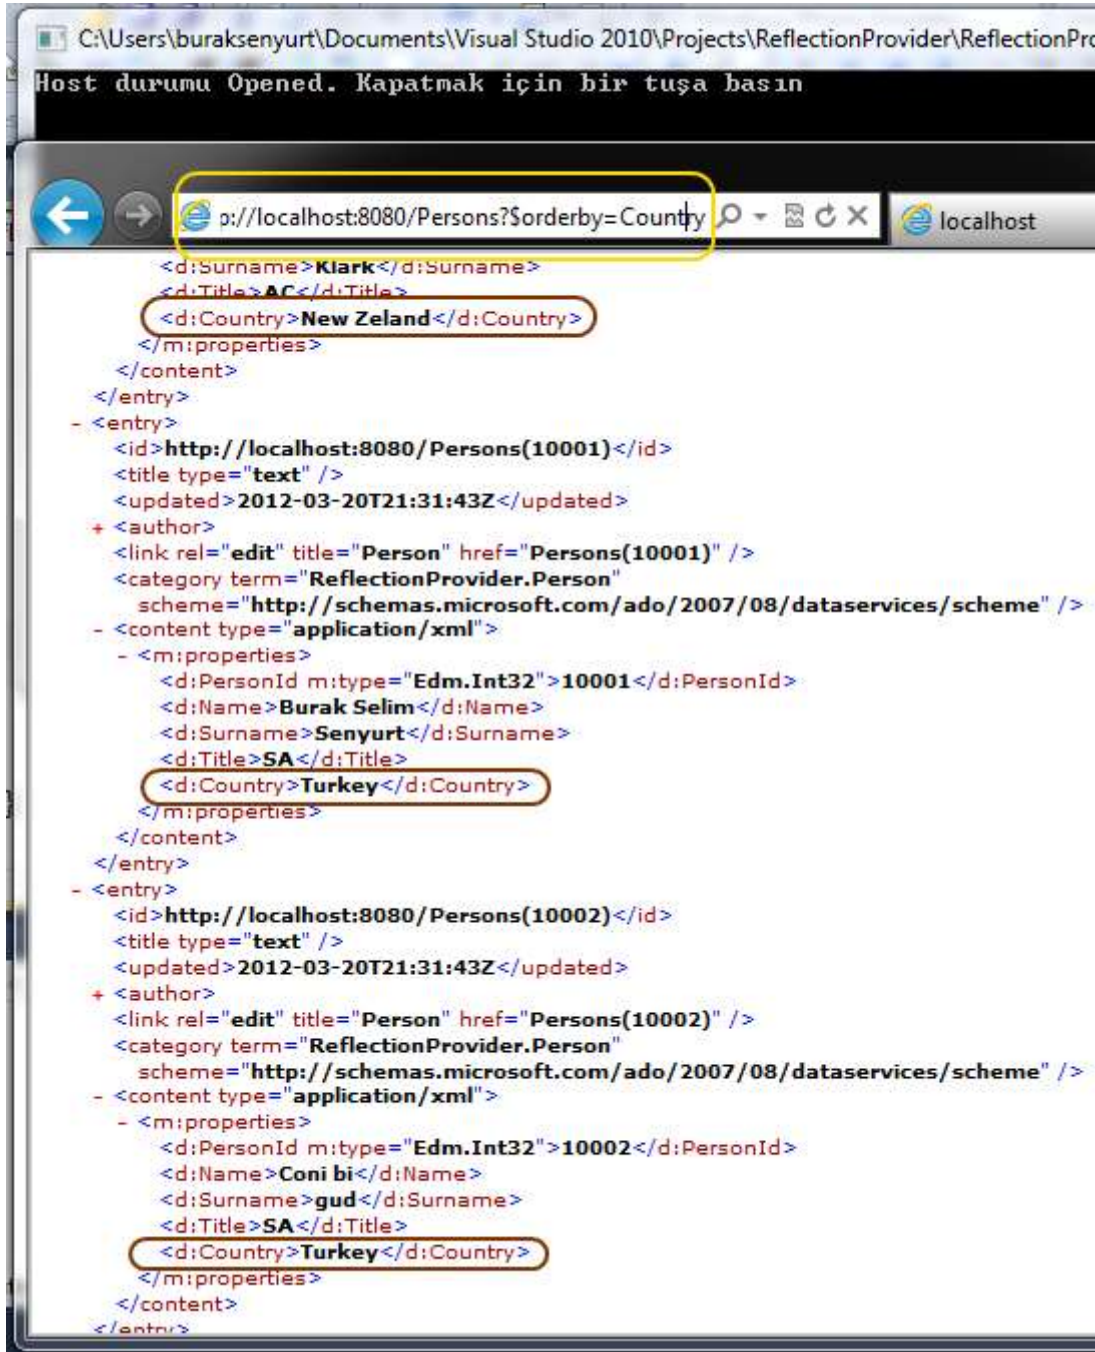 C:\Users\buraksenyurt\Documents\Visual Studio 2010\Projects\ReflectionProvider\ReflectionPro
Host durumu Opened. Kapatmak için bir tuşa basın
p://localhost:8080/Persons?$orderby=Country
localhost
<d:Surname>Klark</d:Surname>
<d:Title>AC</d:Title>
<d:Country>New Zeland</d:Country>
</m:properties>
</content>
</entry>
- <entry>
<id>http://localhost:8080/Persons(10001)</id>
<title type="text" />
<updated>2012-03-20T21:31:43Z</updated>
+ <author>
<link rel="edit" title="Person" href="Persons(10001)" />
<category term="ReflectionProvider.Person"
scheme="http://schemas.microsoft.com/ado/2007/08/dataservices/scheme" />
- <content type="application/xml">
- <m:properties>
<d:PersonId m:type="Edm.Int32">10001</d:PersonId>
<d:Name>Burak Selim</d:Name>
<d:Surname>Senyurt</d:Surname>
<d:Title>SA</d:Title>
<d:Country>Turkey</d:Country>
</m:properties>
</content>
</entry>
- <entry>
<id>http://localhost:8080/Persons(10002)</id>
<title type="text" />
<updated>2012-03-20T21:31:43Z</updated>
+ <author>
<link rel="edit" title="Person" href="Persons(10002)" />
<category term="ReflectionProvider.Person"
scheme="http://schemas.microsoft.com/ado/2007/08/dataservices/scheme" />
- <content type="application/xml">
- <m:properties>
<d:PersonId m:type="Edm.Int32">10002</d:PersonId>
<d:Name>Coni bi</d:Name>
<d:Surname>gud</d:Surname>
<d:Title>SA</d:Title>
<d:Country>Turkey</d:Country>
</m:properties>
</content>
</entry>